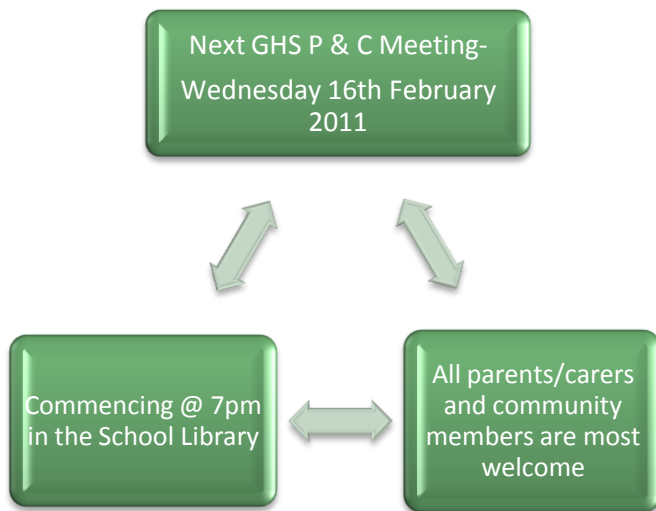 Next GHS P & C Meeting-
Wednesday 16th February
2011
Commencing @ 7pm
in the School Library
All parents/carers
and community
members are most
welcome